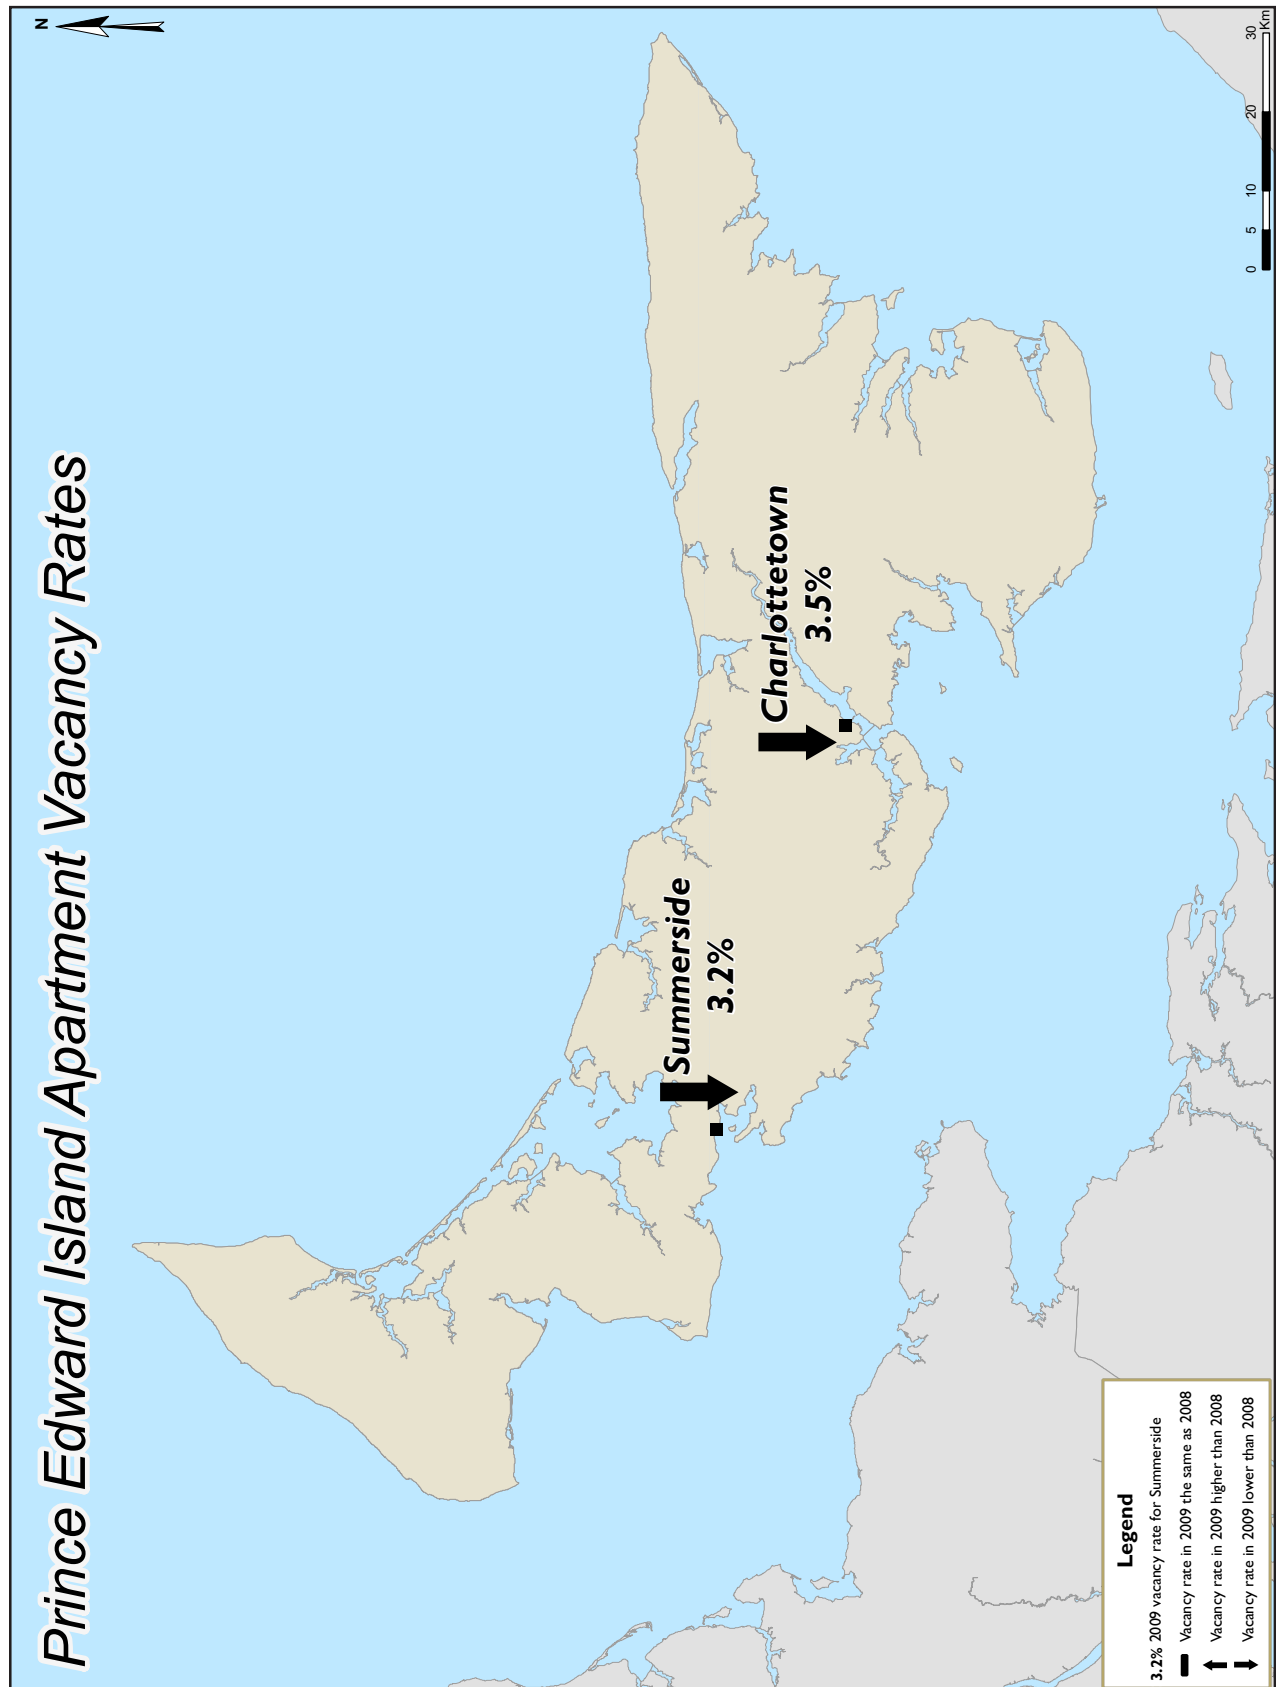 Prince Edward Island Apartment Vacancy Rates
N
Summerside
3.2%
Charlottetown
3.5%
Legend
3.2% 2009 vacancy rate for Summerside
Vacancy rate in 2009 the same as 2008
Vacancy rate in 2009 higher than 2008
Vacancy rate in 2009 lower than 2008
0 5 10 20 30
Km